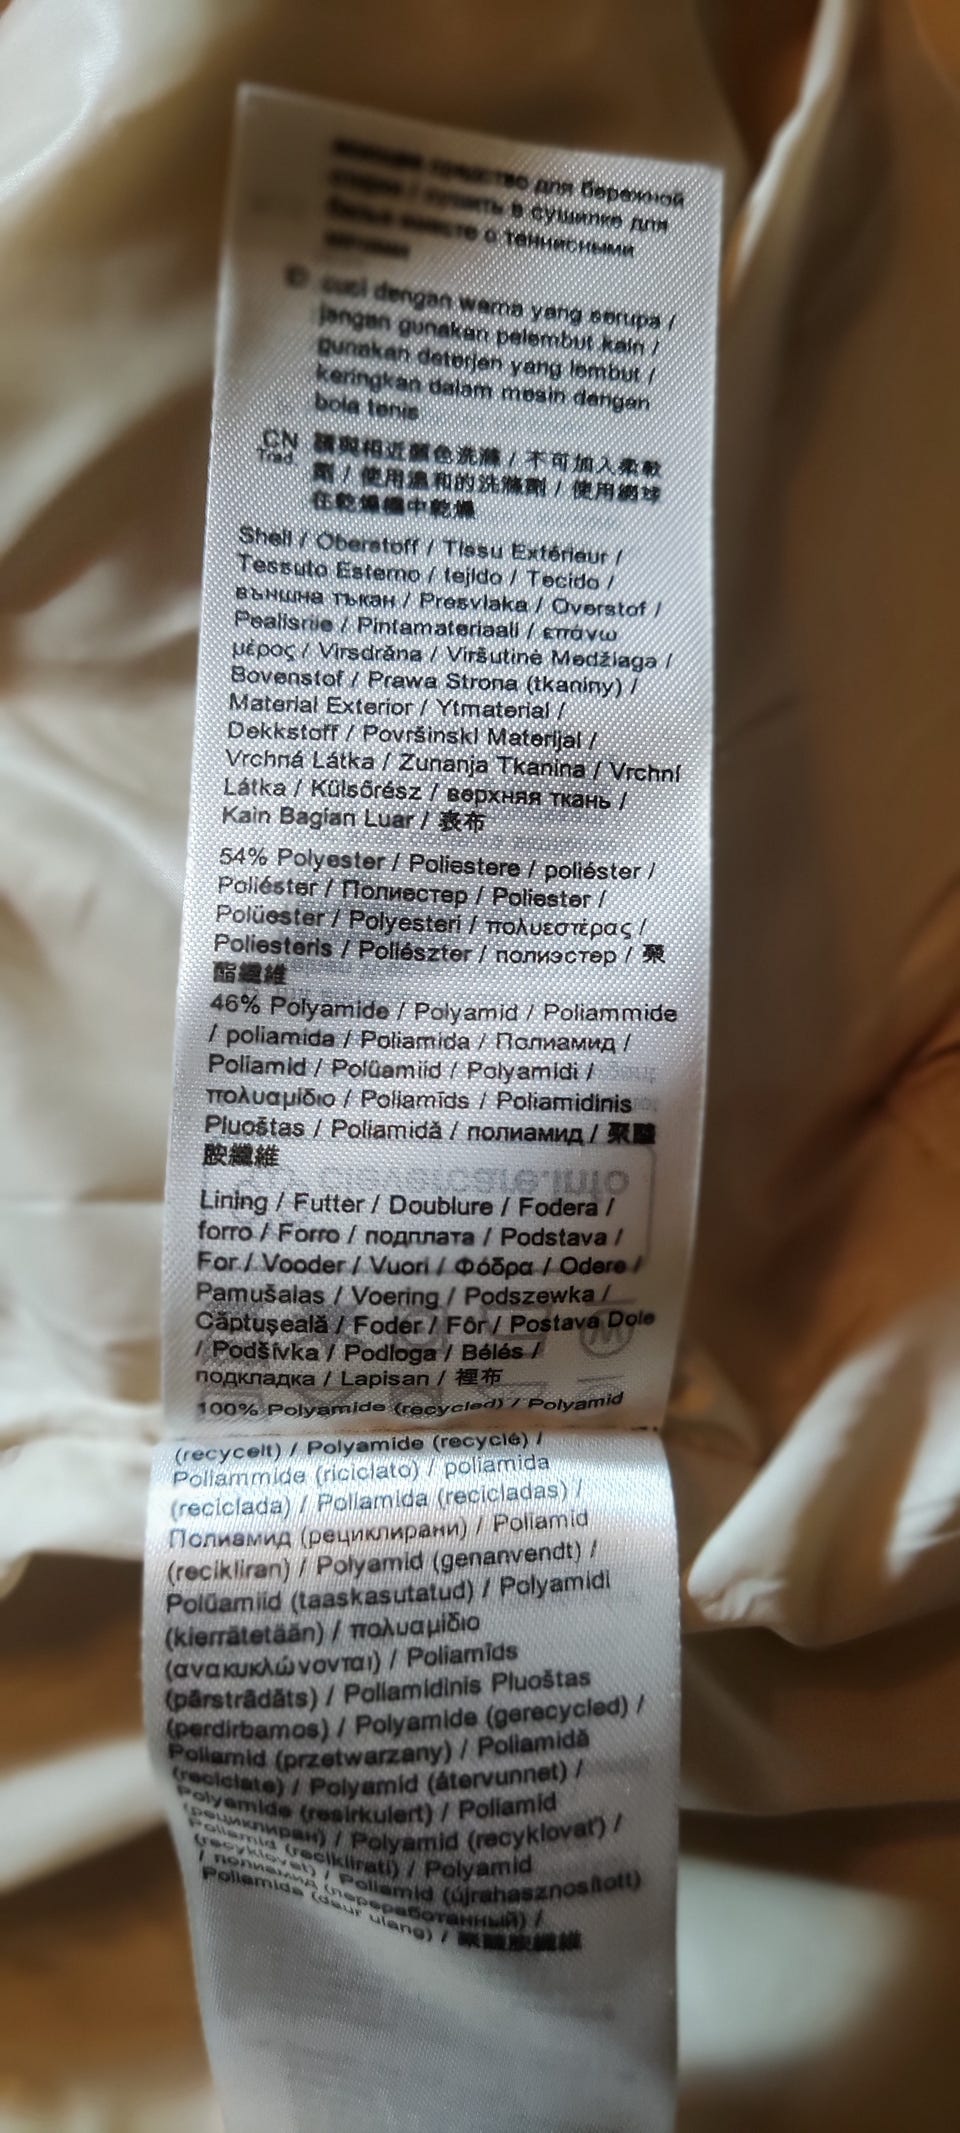 моющее средство для бережной
стирки / сушить в сушилке для
белья вместе с теннисными
мячами
ID cuci dengan warna yang serupa /
jangan gunakan pelembut kain /
gunakan deterjen yang lembut /
keringkan dalam mesin dengan
bola tenis
CN Trad. 請與相近顏色洗滌 / 不可加入柔軟
劑 / 使用溫和的洗滌劑 / 使用網球
在乾燥機中乾燥
Shell / Oberstoff / Tissu Extérieur /
Tessuto Esterno / tejido / Tecido /
външна тъкан / Presvlaka / Overstof /
Pealisriie / Pintamateriaali / επάνω
μέρος / Virsdrāna / Viršutinė Medžiaga /
Bovenstof / Prawa Strona (tkaniny) /
Material Exterior / Ytmaterial /
Dekkstoff / Površinski Materijal /
Vrchná Látka / Zunanja Tkanina / Vrchní
Látka / Külsőrész / верхняя ткань /
Kain Bagian Luar / 表布
54% Polyester / Poliestere / poliéster /
Poliéster / Полиестер / Poliester /
Polüester / Polyesteri / πολυεστέρας /
Poliesteris / Poliészter / полиэстер / 聚
酯纖維
46% Polyamide / Polyamid / Poliammide
/ poliamida / Poliamida / Полиамид /
Poliamid / Polüamiid / Polyamidi /
πολυαμίδιο / Poliamīds / Poliamidinis
Pluoštas / Poliamidă / полиамид / 聚醯
胺纖維
Lining / Futter / Doublure / Fodera /
forro / Forro / подплата / Podstava /
For / Vooder / Vuori / Φόδρα / Odere /
Pamušalas / Voering / Podszewka /
Căptușeală / Foder / Fôr / Postava Dole
/ Podšívka / Podloga / Bélés /
подкладка / Lapisan / 裡布
100% Polyamide (recycled) / Polyamid
(recycelt) / Polyamide (recyclé) /
Poliammide (riciclato) / poliamida
(reciclada) / Poliamida (recicladas) /
Полиамид (рециклирани) / Poliamid
(recikliran) / Polyamid (genanvendt) /
Polüamiid (taaskasutatud) / Polyamidi
(kierrätetään) / πολυαμίδιο
(ανακυκλώνονται) / Poliamīds
(pārstrādāts) / Poliamidinis Pluoštas
(perdirbamos) / Polyamide (gerecycled) /
Poliamid (przetwarzany) / Poliamidă
(reciclate) / Polyamid (återvunnet) /
Polyamide (resirkulert) / Poliamid
(рециклиран) / Polyamid (recyklovať) /
Poliamid (reciklirati) / Polyamid
(recyklovat) / Poliamid (újrahasznosított)
/ полиамид (переработанный) /
Poliamida (daur ulang) / 聚醯胺纖維